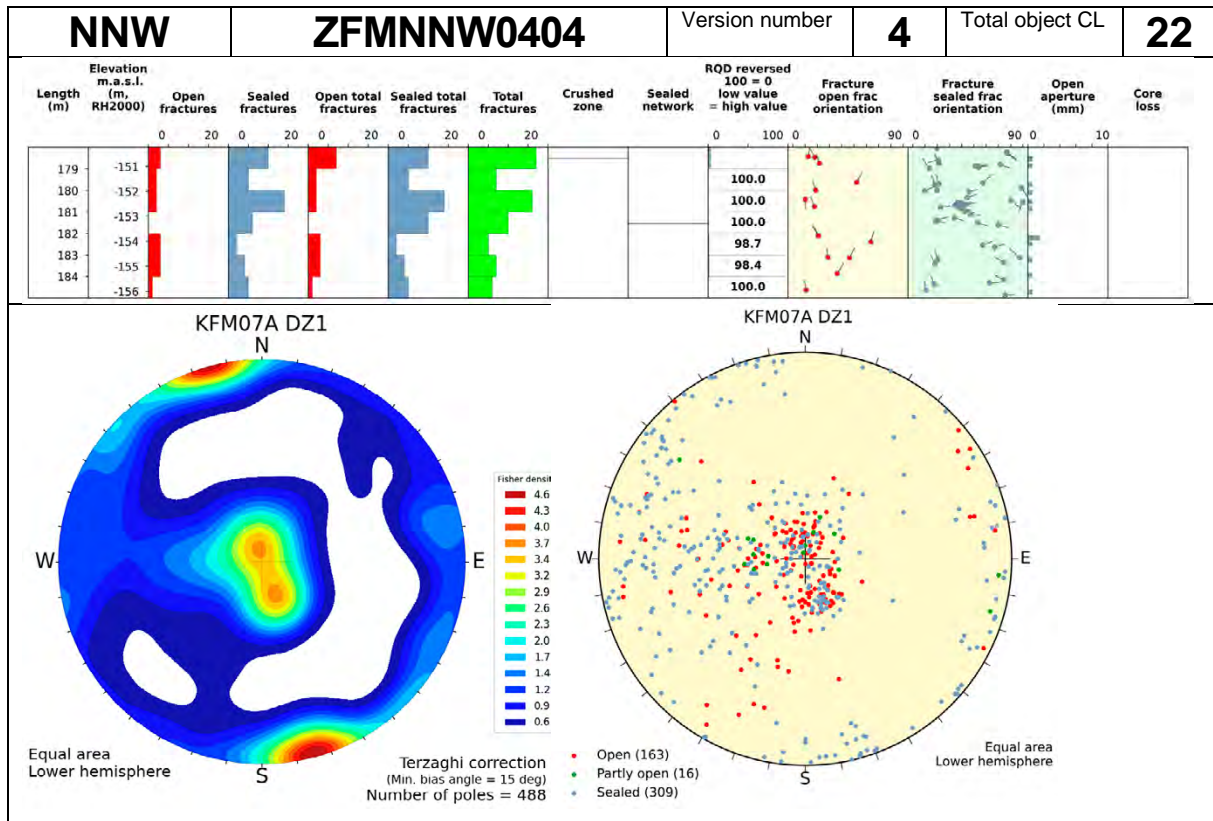 NNW ZFMNNW0404 Version number 4 Total object CL 22
Length (m)
Elevation m.a.s.l. (m, RH2000)
Open fractures
Sealed fractures
Open total fractures
Sealed total fractures
Total fractures
Crushed zone
Sealed network
RQD reversed 100 = 0 low value = high value
Fracture open frac orientation
Fracture sealed frac orientation
Open aperture (mm)
Core loss
0 20 0 20 0 20 0 20 0 20 0 100 0 90 0 90 0 10
179 -151
180 -152 100.0
181 -153 100.0
182 -154 100.0
183 -155 98.7
184 -156 98.4
100.0
KFM07A DZ1
N
W
E
S
Fisher densit
4.6
4.3
4.0
3.7
3.4
3.2
2.9
2.6
2.3
2.0
1.7
1.4
1.2
0.9
0.6
Equal area
Lower hemisphere
Terzaghi correction
(Min. bias angle = 15 deg)
Number of poles = 488
KFM07A DZ1
N
W
E
S
Open (163)
Partly open (16)
Sealed (309)
Equal area
Lower hemisphere